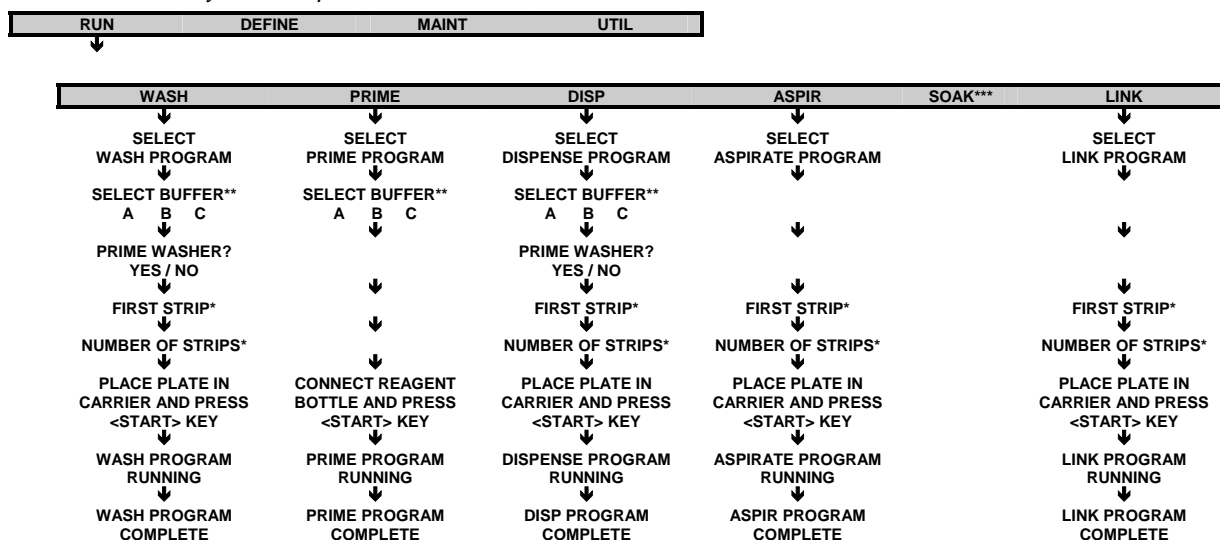 RUN DEFINE MAINT UTIL
WASH PRIME DISP ASPIR SOAK*** LINK
SELECT SELECT SELECT SELECT SELECT
WASH PROGRAM PRIME PROGRAM DISPENSE PROGRAM ASPIRATE PROGRAM LINK PROGRAM
SELECT BUFFER** SELECT BUFFER** SELECT BUFFER**
A B C A B C A B C
PRIME WASHER? PRIME WASHER?
YES / NO YES / NO
FIRST STRIP* FIRST STRIP* FIRST STRIP* FIRST STRIP*
NUMBER OF STRIPS* NUMBER OF STRIPS* NUMBER OF STRIPS* NUMBER OF STRIPS*
PLACE PLATE IN CONNECT REAGENT PLACE PLATE IN PLACE PLATE IN PLACE PLATE IN
CARRIER AND PRESS BOTTLE AND PRESS CARRIER AND PRESS CARRIER AND PRESS CARRIER AND PRESS
<START> KEY <START> KEY <START> KEY <START> KEY <START> KEY
WASH PROGRAM PRIME PROGRAM DISPENSE PROGRAM ASPIRATE PROGRAM LINK PROGRAM
RUNNING RUNNING RUNNING RUNNING RUNNING
WASH PROGRAM PRIME PROGRAM DISP PROGRAM ASPIR PROGRAM LINK PROGRAM
COMPLETE COMPLETE COMPLETE COMPLETE COMPLETE